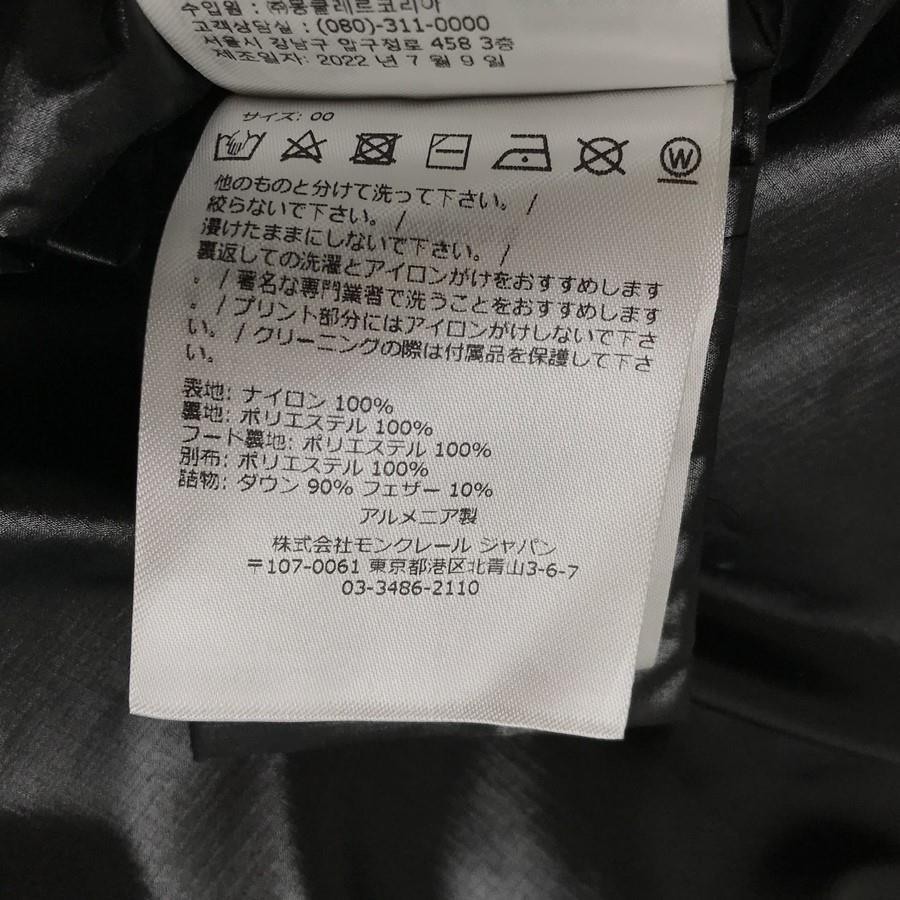 수입원 : ㈜몽클레르코리아
고객상담실 : (080)-311-0000
서울시 강남구 압구정로 458 3층
제조일자: 2022 년 7 월 9 일
サイズ: 00
W
他のものと分けて洗って下さい。 /
絞らないで下さい。 /
浸けたままにしないで下さい。 /
裏返しての洗濯とアイロンがけをおすすめします
。 / 著名な専門業者で洗うことをおすすめします
。 / プリント部分にはアイロンがけしないで下さ
い。 / クリーニングの際は付属品を保護して下さ
い。
表地: ナイロン 100%
裏地: ポリエステル 100%
フード裏地: ポリエステル 100%
別布: ポリエステル 100%
詰物: ダウン 90% フェザー 10%
アルメニア製
株式会社モンクレール ジャパン
〒107-0061 東京都港区北青山3-6-7
03-3486-2110